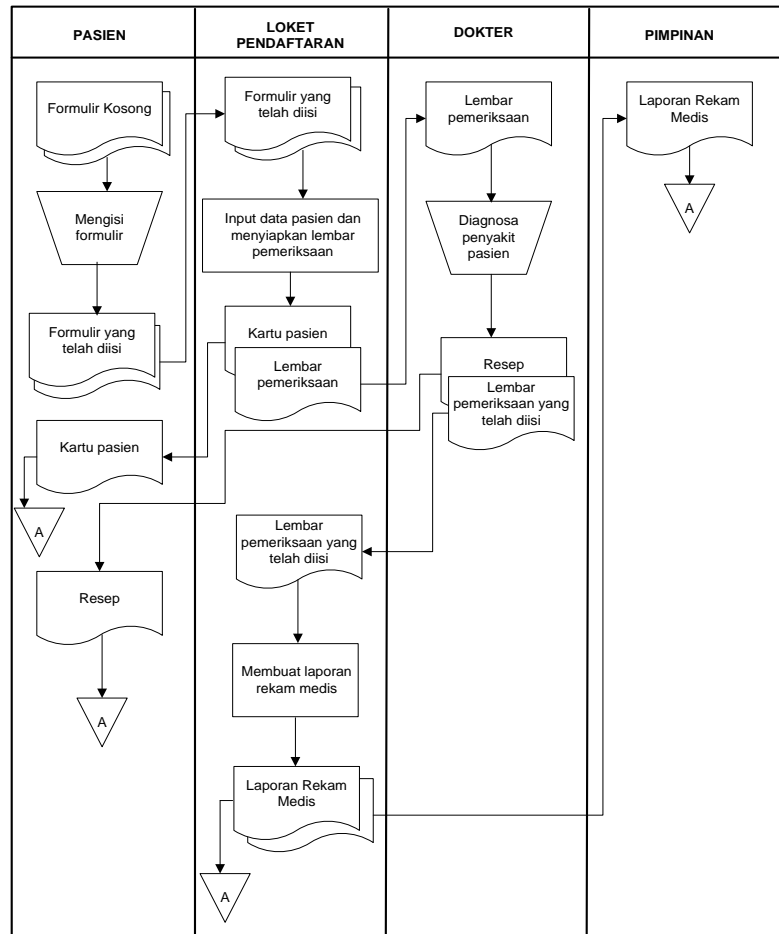 PASIEN
LOKET
PENDAFTARAN
DOKTER
PIMPINAN
Formulir Kosong
Mengisi
formulir
Formulir yang
telah diisi
Kartu pasien
A
Resep
A
Formulir yang
telah diisi
Input data pasien dan
menyiapkan lembar
pemeriksaan
Kartu pasien
Lembar
pemeriksaan
Lembar
pemeriksaan yang
telah diisi
Membuat laporan
rekam medis
Laporan Rekam
Medis
A
Lembar
pemeriksaan
Diagnosa
penyakit
pasien
Resep
Lembar
pemeriksaan yang
telah diisi
Laporan Rekam
Medis
A